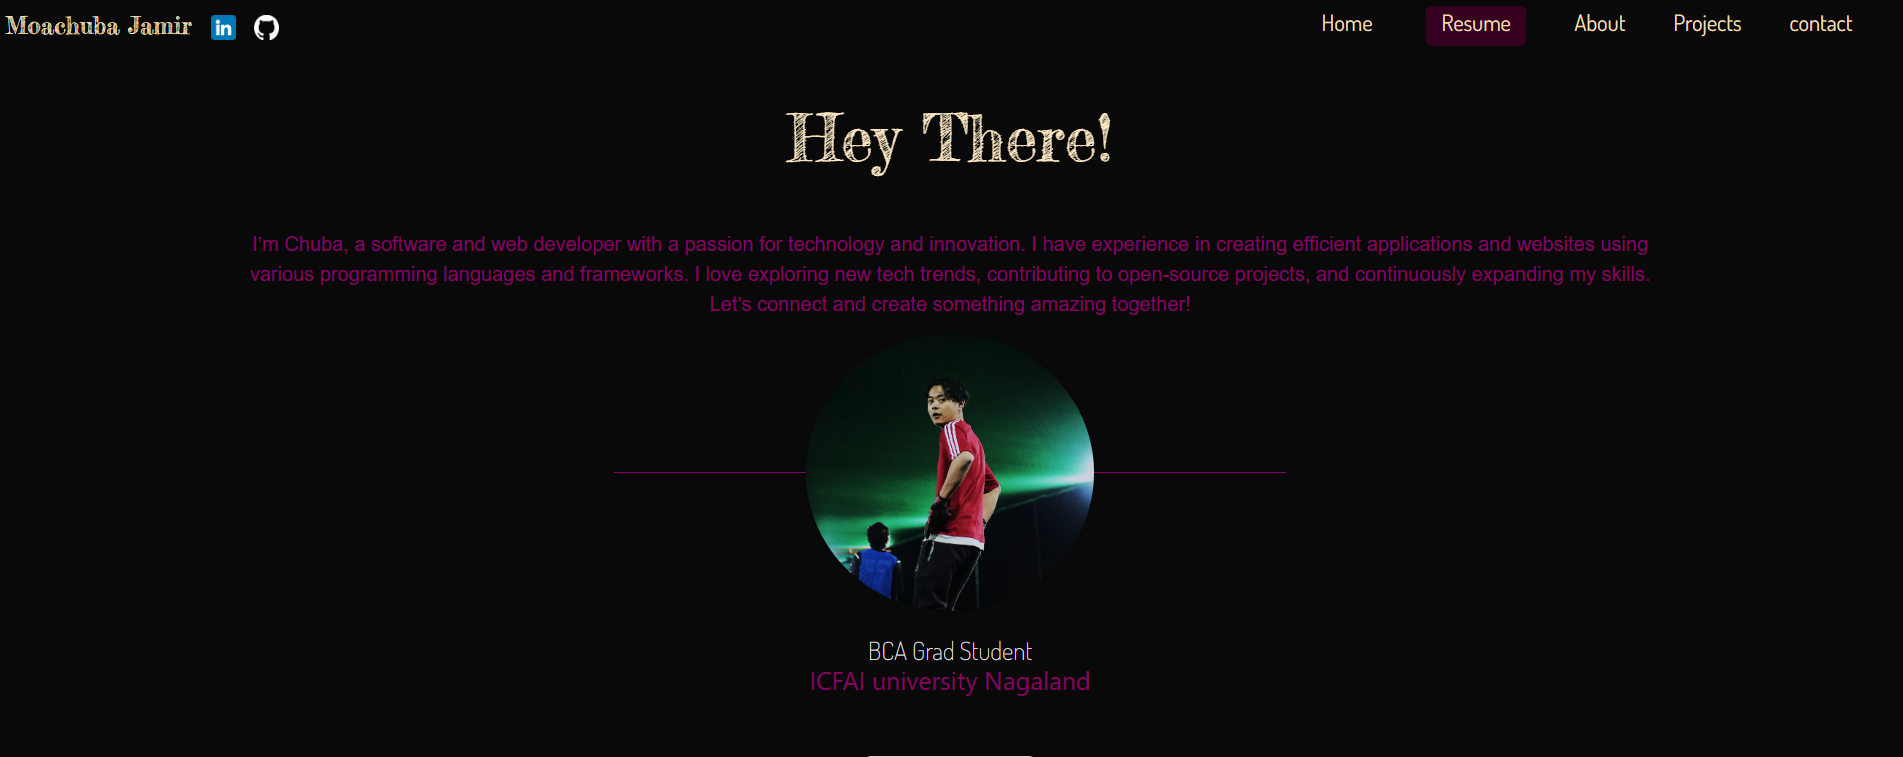 Moachuba Jamir in Home Resume About Projects contact
Hey There!
I'm Chuba, a software and web developer with a passion for technology and innovation. I have experience in creating efficient applications and websites using
various programming languages and frameworks. I love exploring new tech trends, contributing to open-source projects, and continuously expanding my skills.
Let's connect and create something amazing together!
BCA Grad Student
ICFAI university Nagaland